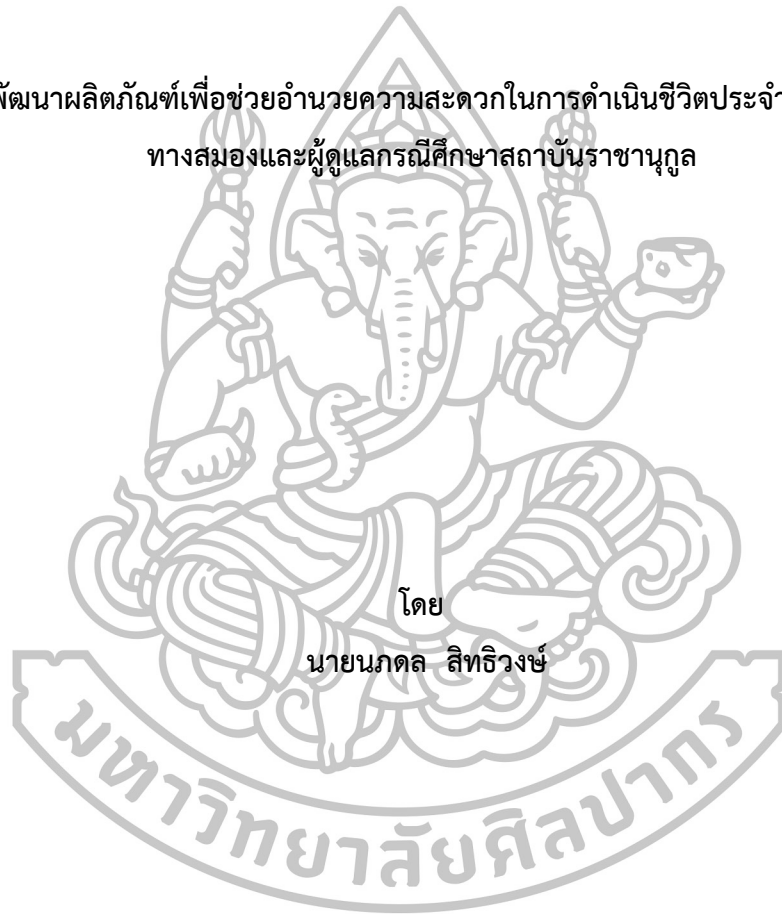 พัฒนาผลิตภัณฑ์เพื่อช่วยอำนวยความสะดวกในการดำเนินชีวิตประจำ
ทางสมองและผู้ดูแลกรณีศึกษาสถาบันราชานุกูล
โดย
นายนภดล สิทธิวงษ์
มหาวิทยาลัยศิลปากร